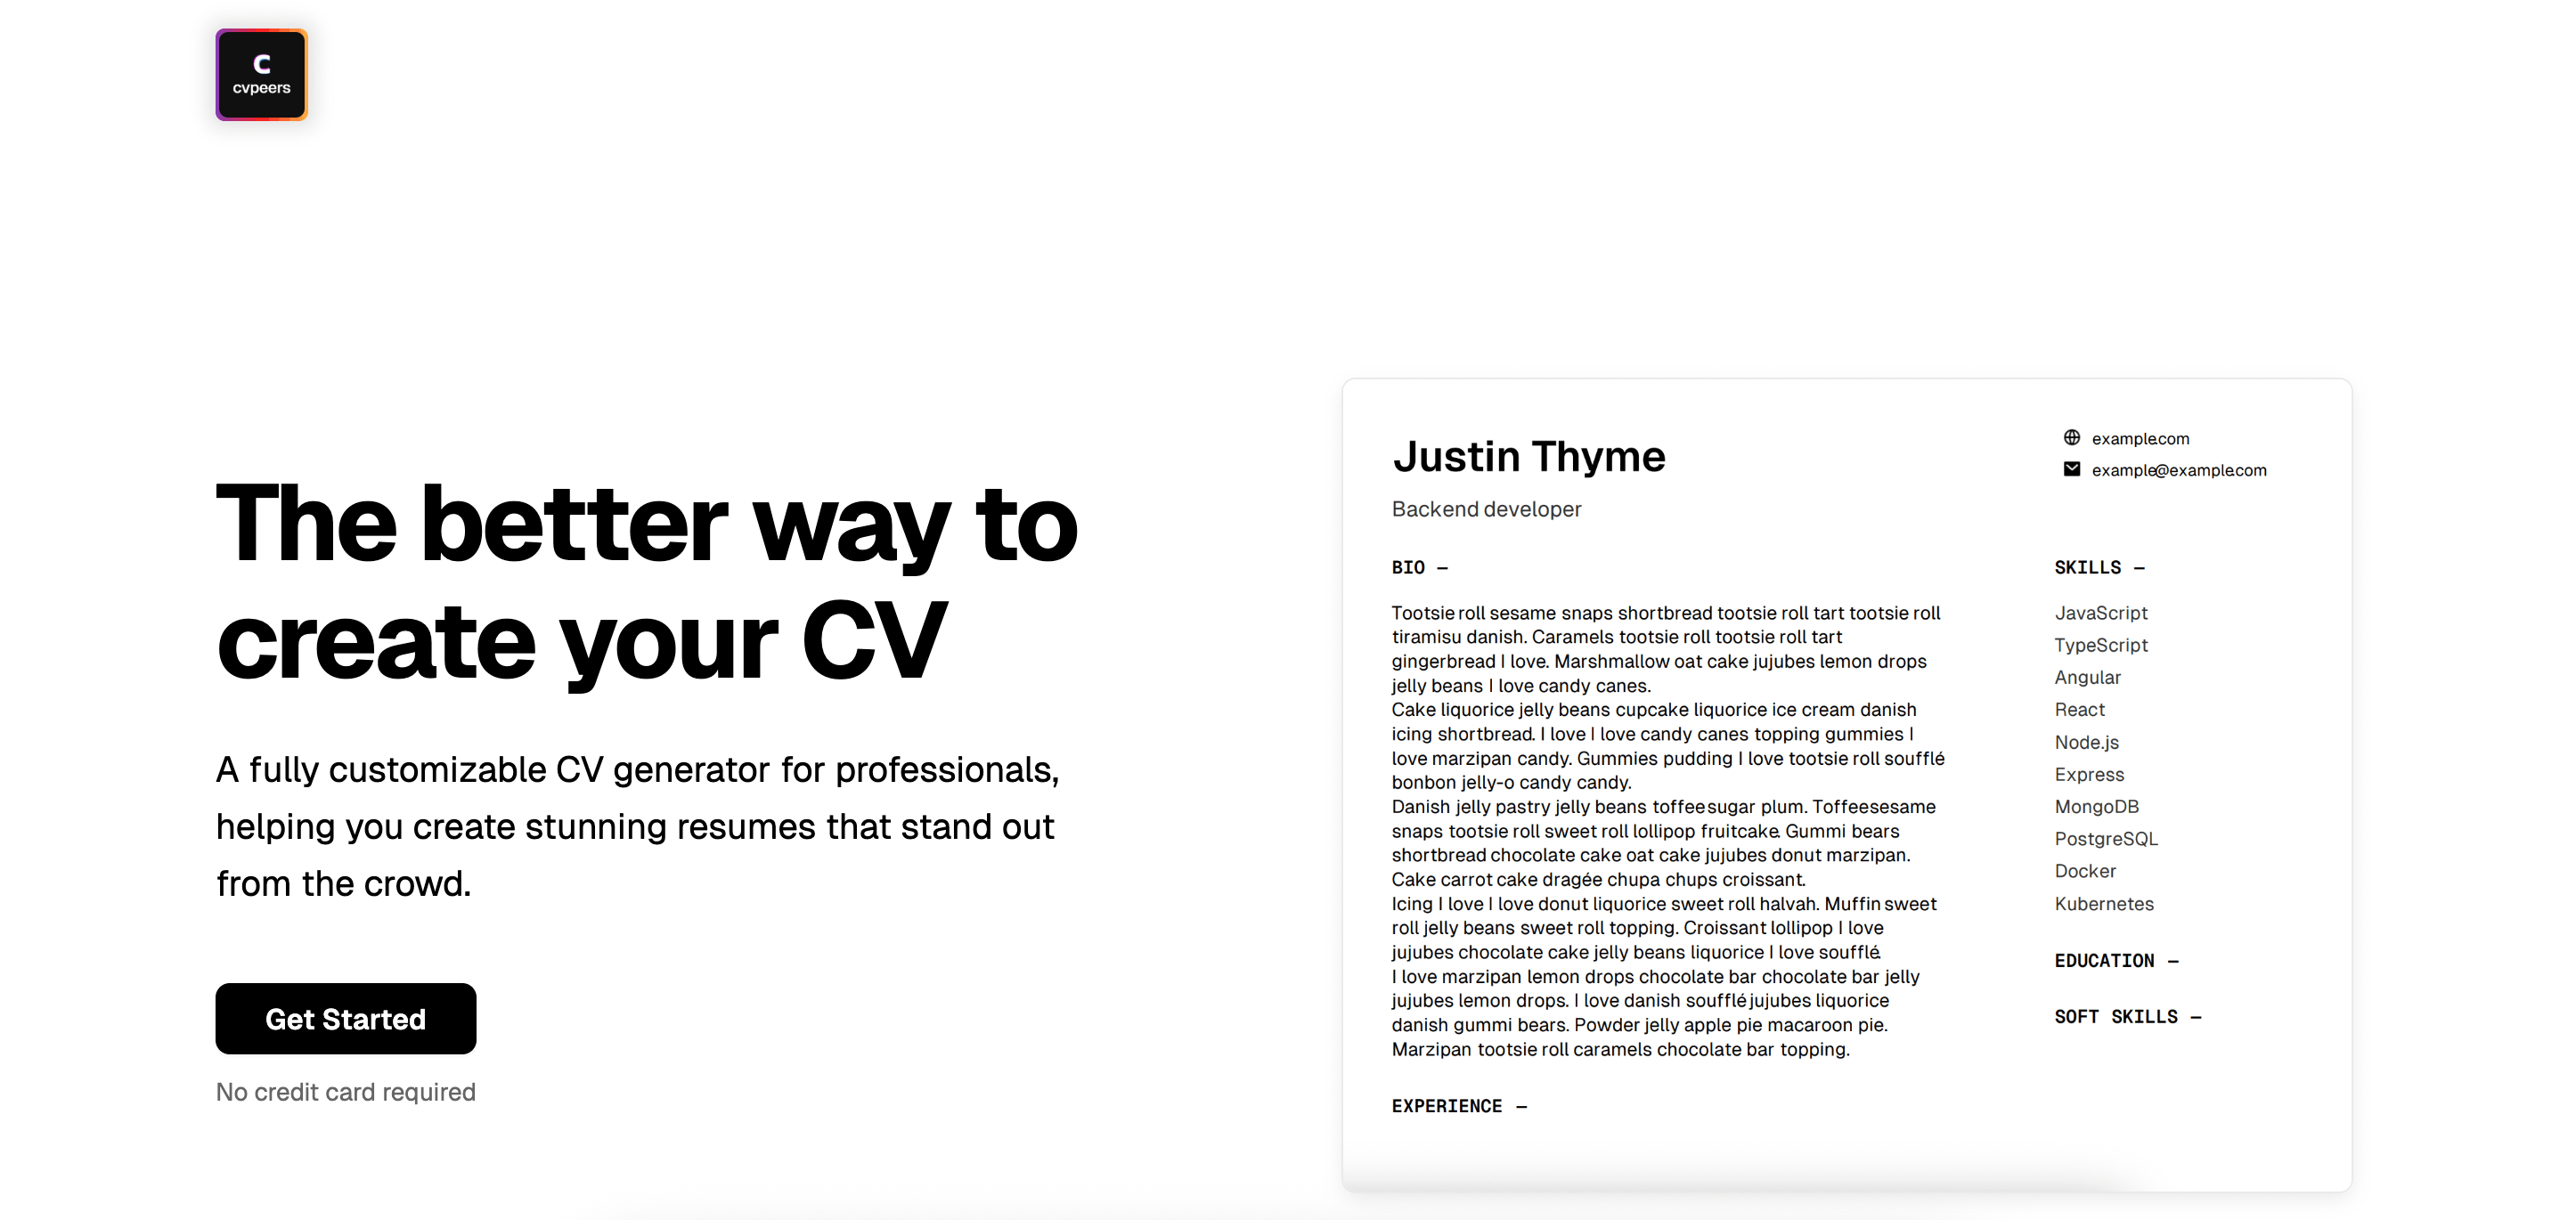 C
cvpeers
The better way to
create your CV
A fully customizable CV generator for professionals,
helping you create stunning resumes that stand out
from the crowd.
Get Started
No credit card required
Justin Thyme
Backend developer
example.com
example@example.com
BIO —
Tootsie roll sesame snaps shortbread tootsie roll tart tootsie roll
tiramisu danish. Caramels tootsie roll tootsie roll tart
gingerbread I love. Marshmallow oat cake jujubes lemon drops
jelly beans I love candy canes.
Cake liquorice jelly beans cupcake liquorice ice cream danish
icing shortbread. I love I love candy canes topping gummies I
love marzipan candy. Gummies pudding I love tootsie roll soufflé
bonbon jelly-o candy candy.
Danish jelly pastry jelly beans toffee sugar plum. Toffee sesame
snaps tootsie roll sweet roll lollipop fruitcake. Gummi bears
shortbread chocolate cake oat cake jujubes donut marzipan.
Cake carrot cake dragée chupa chups croissant.
Icing I love I love donut liquorice sweet roll halvah. Muffin sweet
roll jelly beans sweet roll topping. Croissant lollipop I love
jujubes chocolate cake jelly beans liquorice I love soufflé.
I love marzipan lemon drops chocolate bar chocolate bar jelly
jujubes lemon drops. I love danish soufflé jujubes liquorice
danish gummi bears. Powder jelly apple pie macaroon pie.
Marzipan tootsie roll caramels chocolate bar topping.
EXPERIENCE —
SKILLS —
JavaScript
TypeScript
Angular
React
Node.js
Express
MongoDB
PostgreSQL
Docker
Kubernetes
EDUCATION —
SOFT SKILLS —